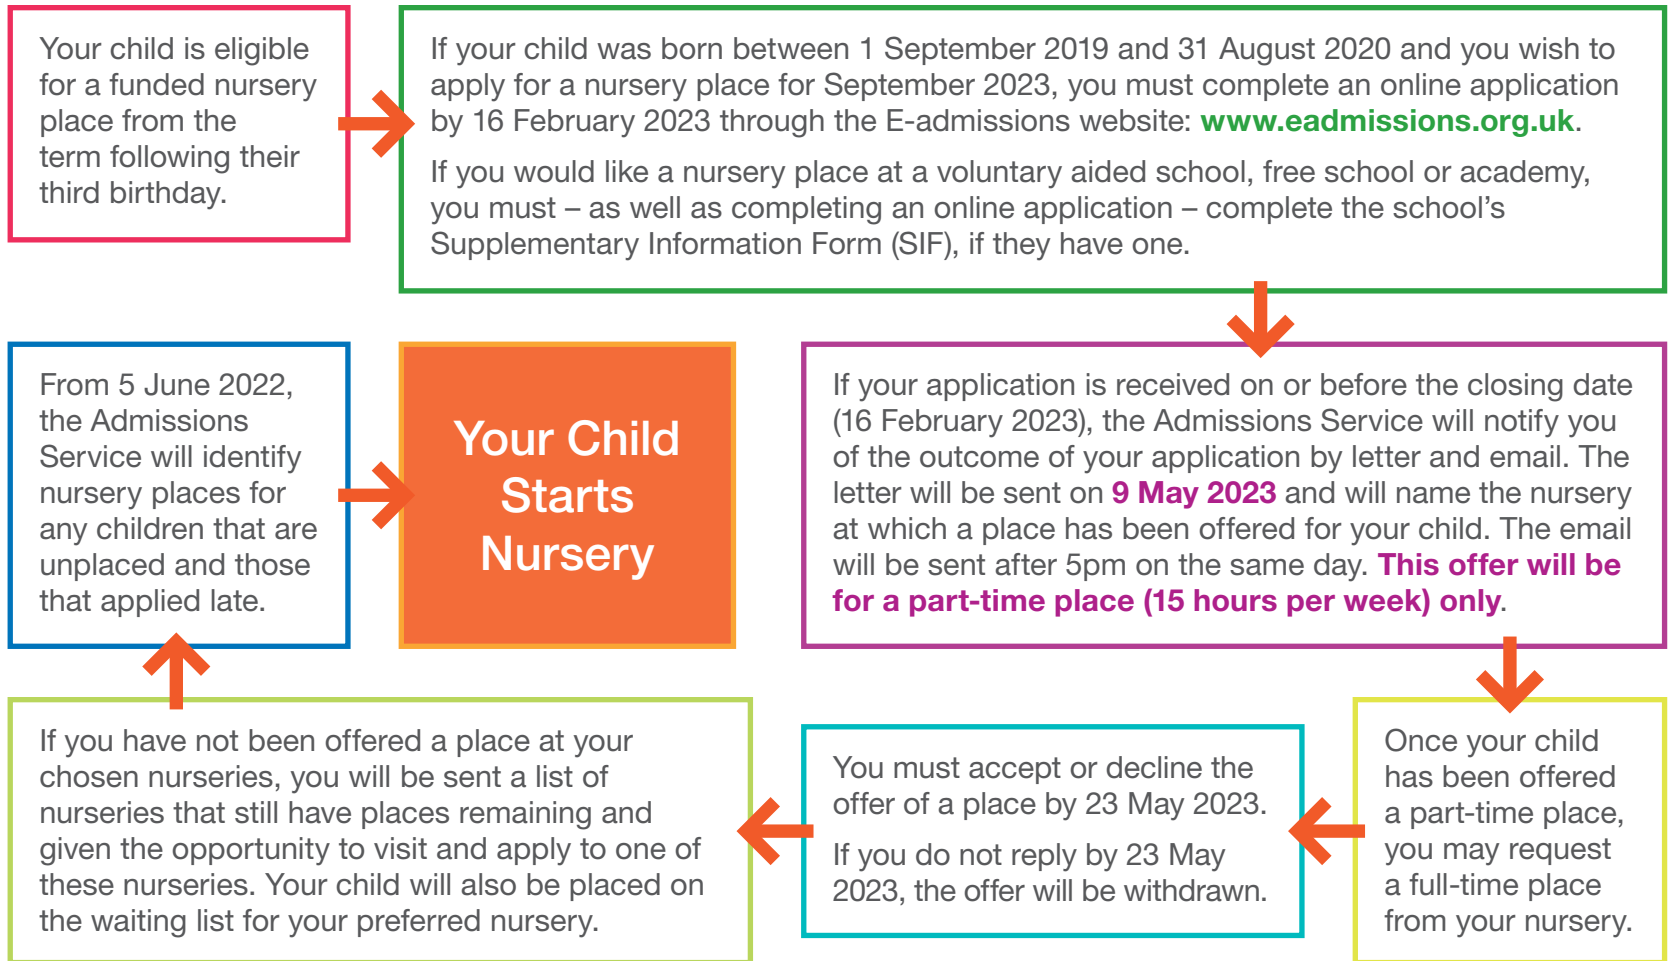 Your child is eligible
for a funded nursery
place from the
term following their
third birthday.
If your child was born between 1 September 2019 and 31 August 2020 and you wish to
apply for a nursery place for September 2023, you must complete an online application
by 16 February 2023 through the E-admissions website: www.eadmissions.org.uk.
If you would like a nursery place at a voluntary aided school, free school or academy,
you must – as well as completing an online application – complete the school's
Supplementary Information Form (SIF), if they have one.
If your application is received on or before the closing date
(16 February 2023), the Admissions Service will notify you
of the outcome of your application by letter and email. The
letter will be sent on 9 May 2023 and will name the nursery
at which a place has been offered for your child. The email
will be sent after 5pm on the same day. This offer will be
for a part-time place (15 hours per week) only.
Once your child
has been offered
a part-time place,
you may request
a full-time place
from your nursery.
You must accept or decline the
offer of a place by 23 May 2023.
If you do not reply by 23 May
2023, the offer will be withdrawn.
If you have not been offered a place at your
chosen nurseries, you will be sent a list of
nurseries that still have places remaining and
given the opportunity to visit and apply to one of
these nurseries. Your child will also be placed on
the waiting list for your preferred nursery.
From 5 June 2022,
the Admissions
Service will identify
nursery places for
any children that are
unplaced and those
that applied late.
Your Child
Starts
Nursery